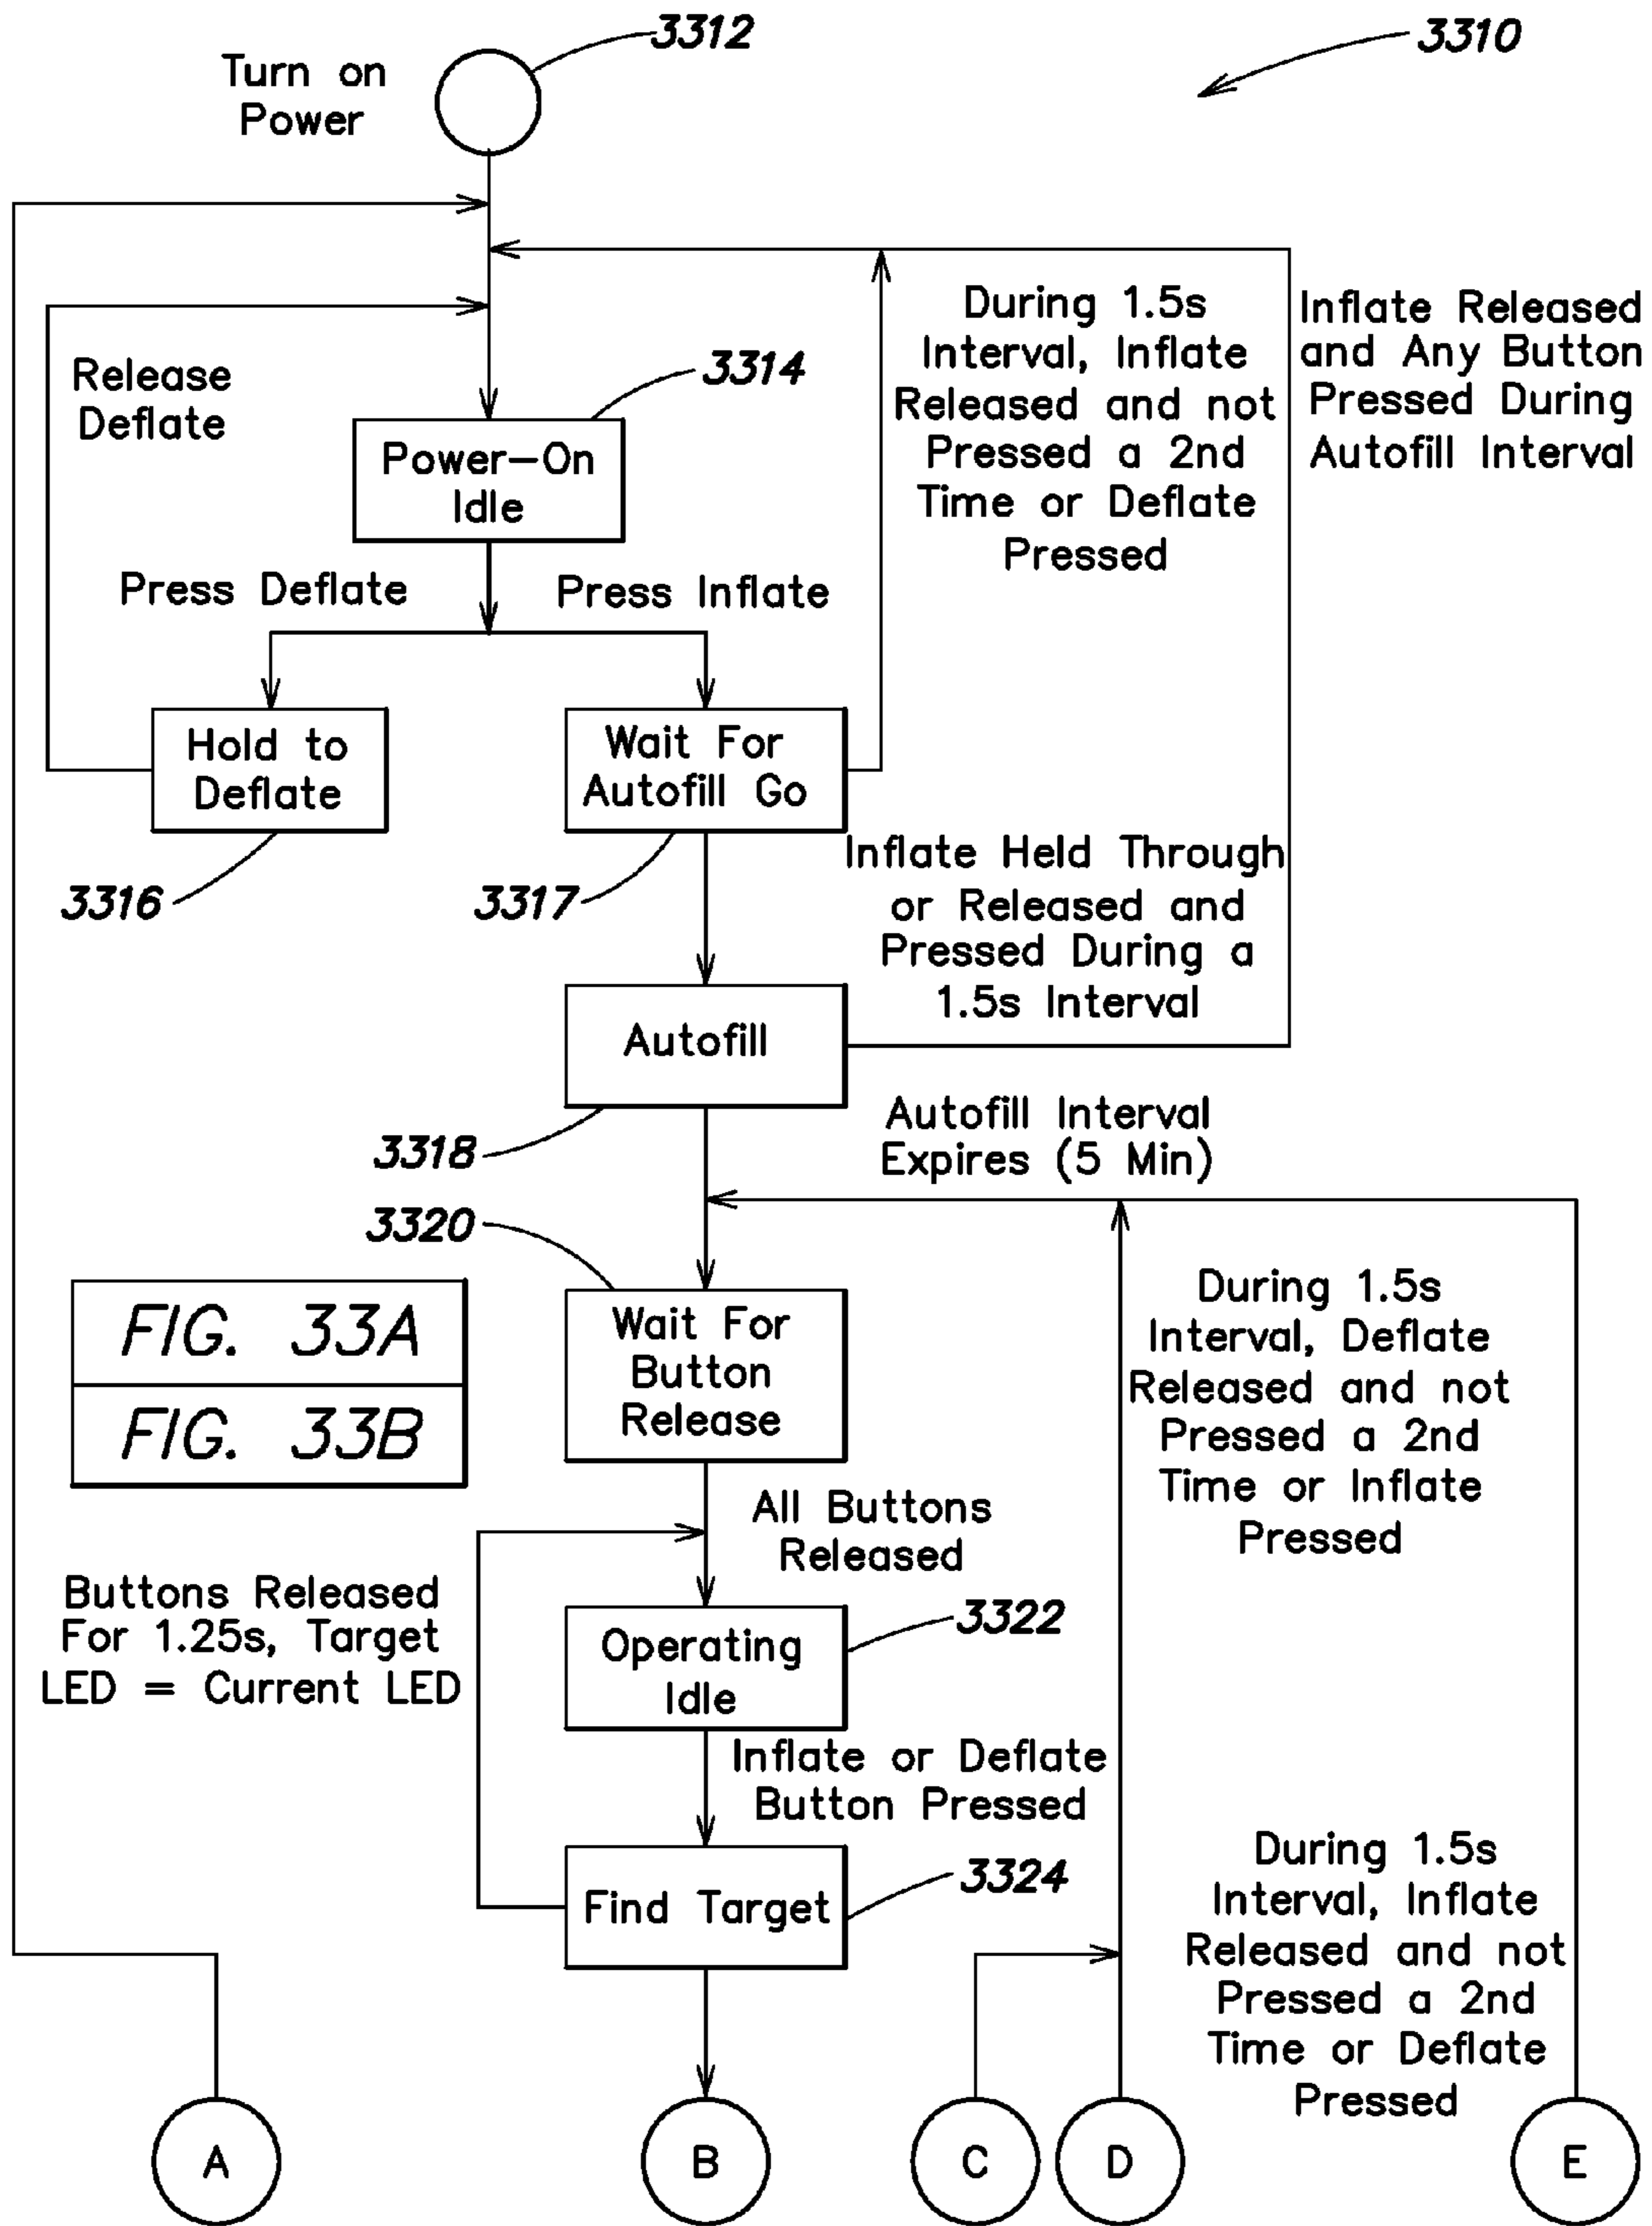 3312
3310
Turn on
Power
During 1.5s
Interval, Inflate
Released and not
Pressed a 2nd
Time or Deflate
Pressed
Inflate Released
and Any Button
Pressed During
Autofill Interval
Release
Deflate
3314
Power-On
Idle
Press Deflate
Press Inflate
Hold to
Deflate
Wait For
Autofill Go
3316
3317
Inflate Held Through
or Released and
Pressed During a
1.5s Interval
Autofill
3318
Autofill Interval
Expires (5 Min)
3320
Wait For
Button
Release
FIG. 33A
FIG. 33B
During 1.5s
Interval, Deflate
Released and not
Pressed a 2nd
Time or Inflate
Pressed
All Buttons
Released
Buttons Released
For 1.25s, Target
LED = Current LED
3322
Operating
Idle
Inflate or Deflate
Button Pressed
3324
Find Target
During 1.5s
Interval, Inflate
Released and not
Pressed a 2nd
Time or Deflate
Pressed
A
B
C
D
E